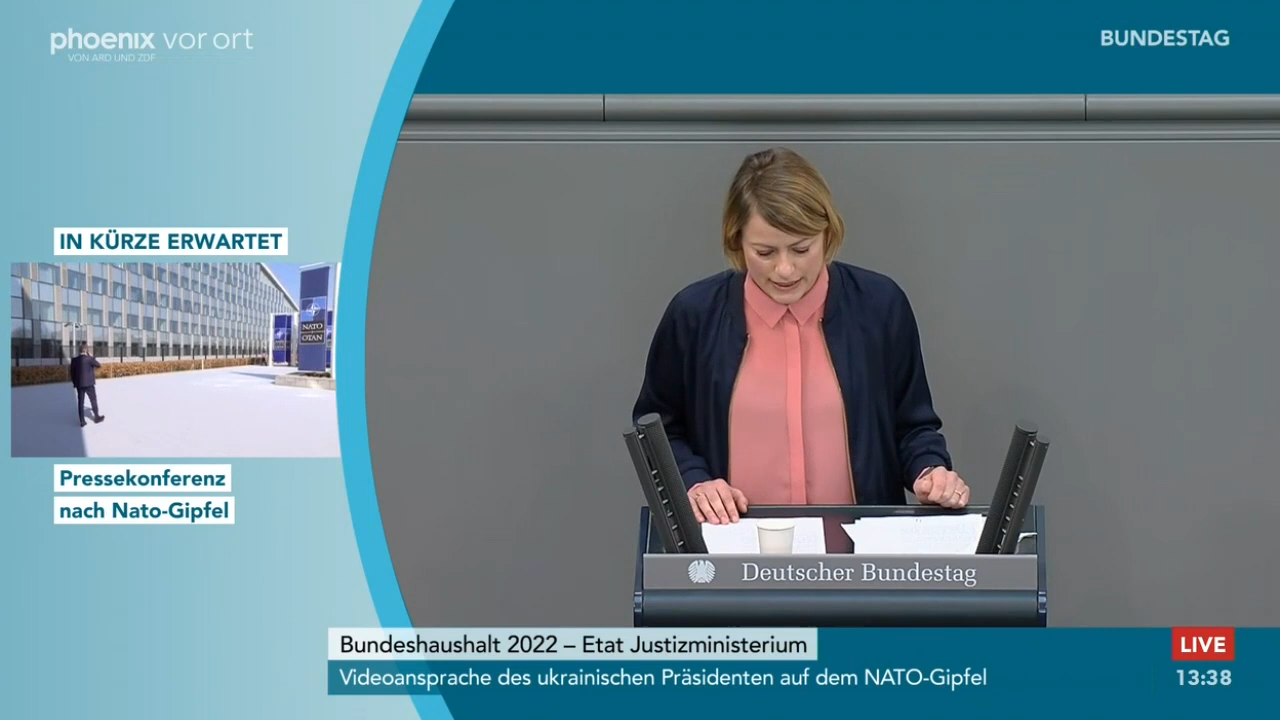 phoenix vor ort
VON ARD UND ZDF
BUNDESTAG
IN KÜRZE ERWARTET
NATO
OTAN
Pressekonferenz
nach Nato-Gipfel
Deutscher Bundestag
Bundeshaushalt 2022 – Etat Justizministerium
Videoansprache des ukrainischen Präsidenten auf dem NATO-Gipfel
LIVE
13:38